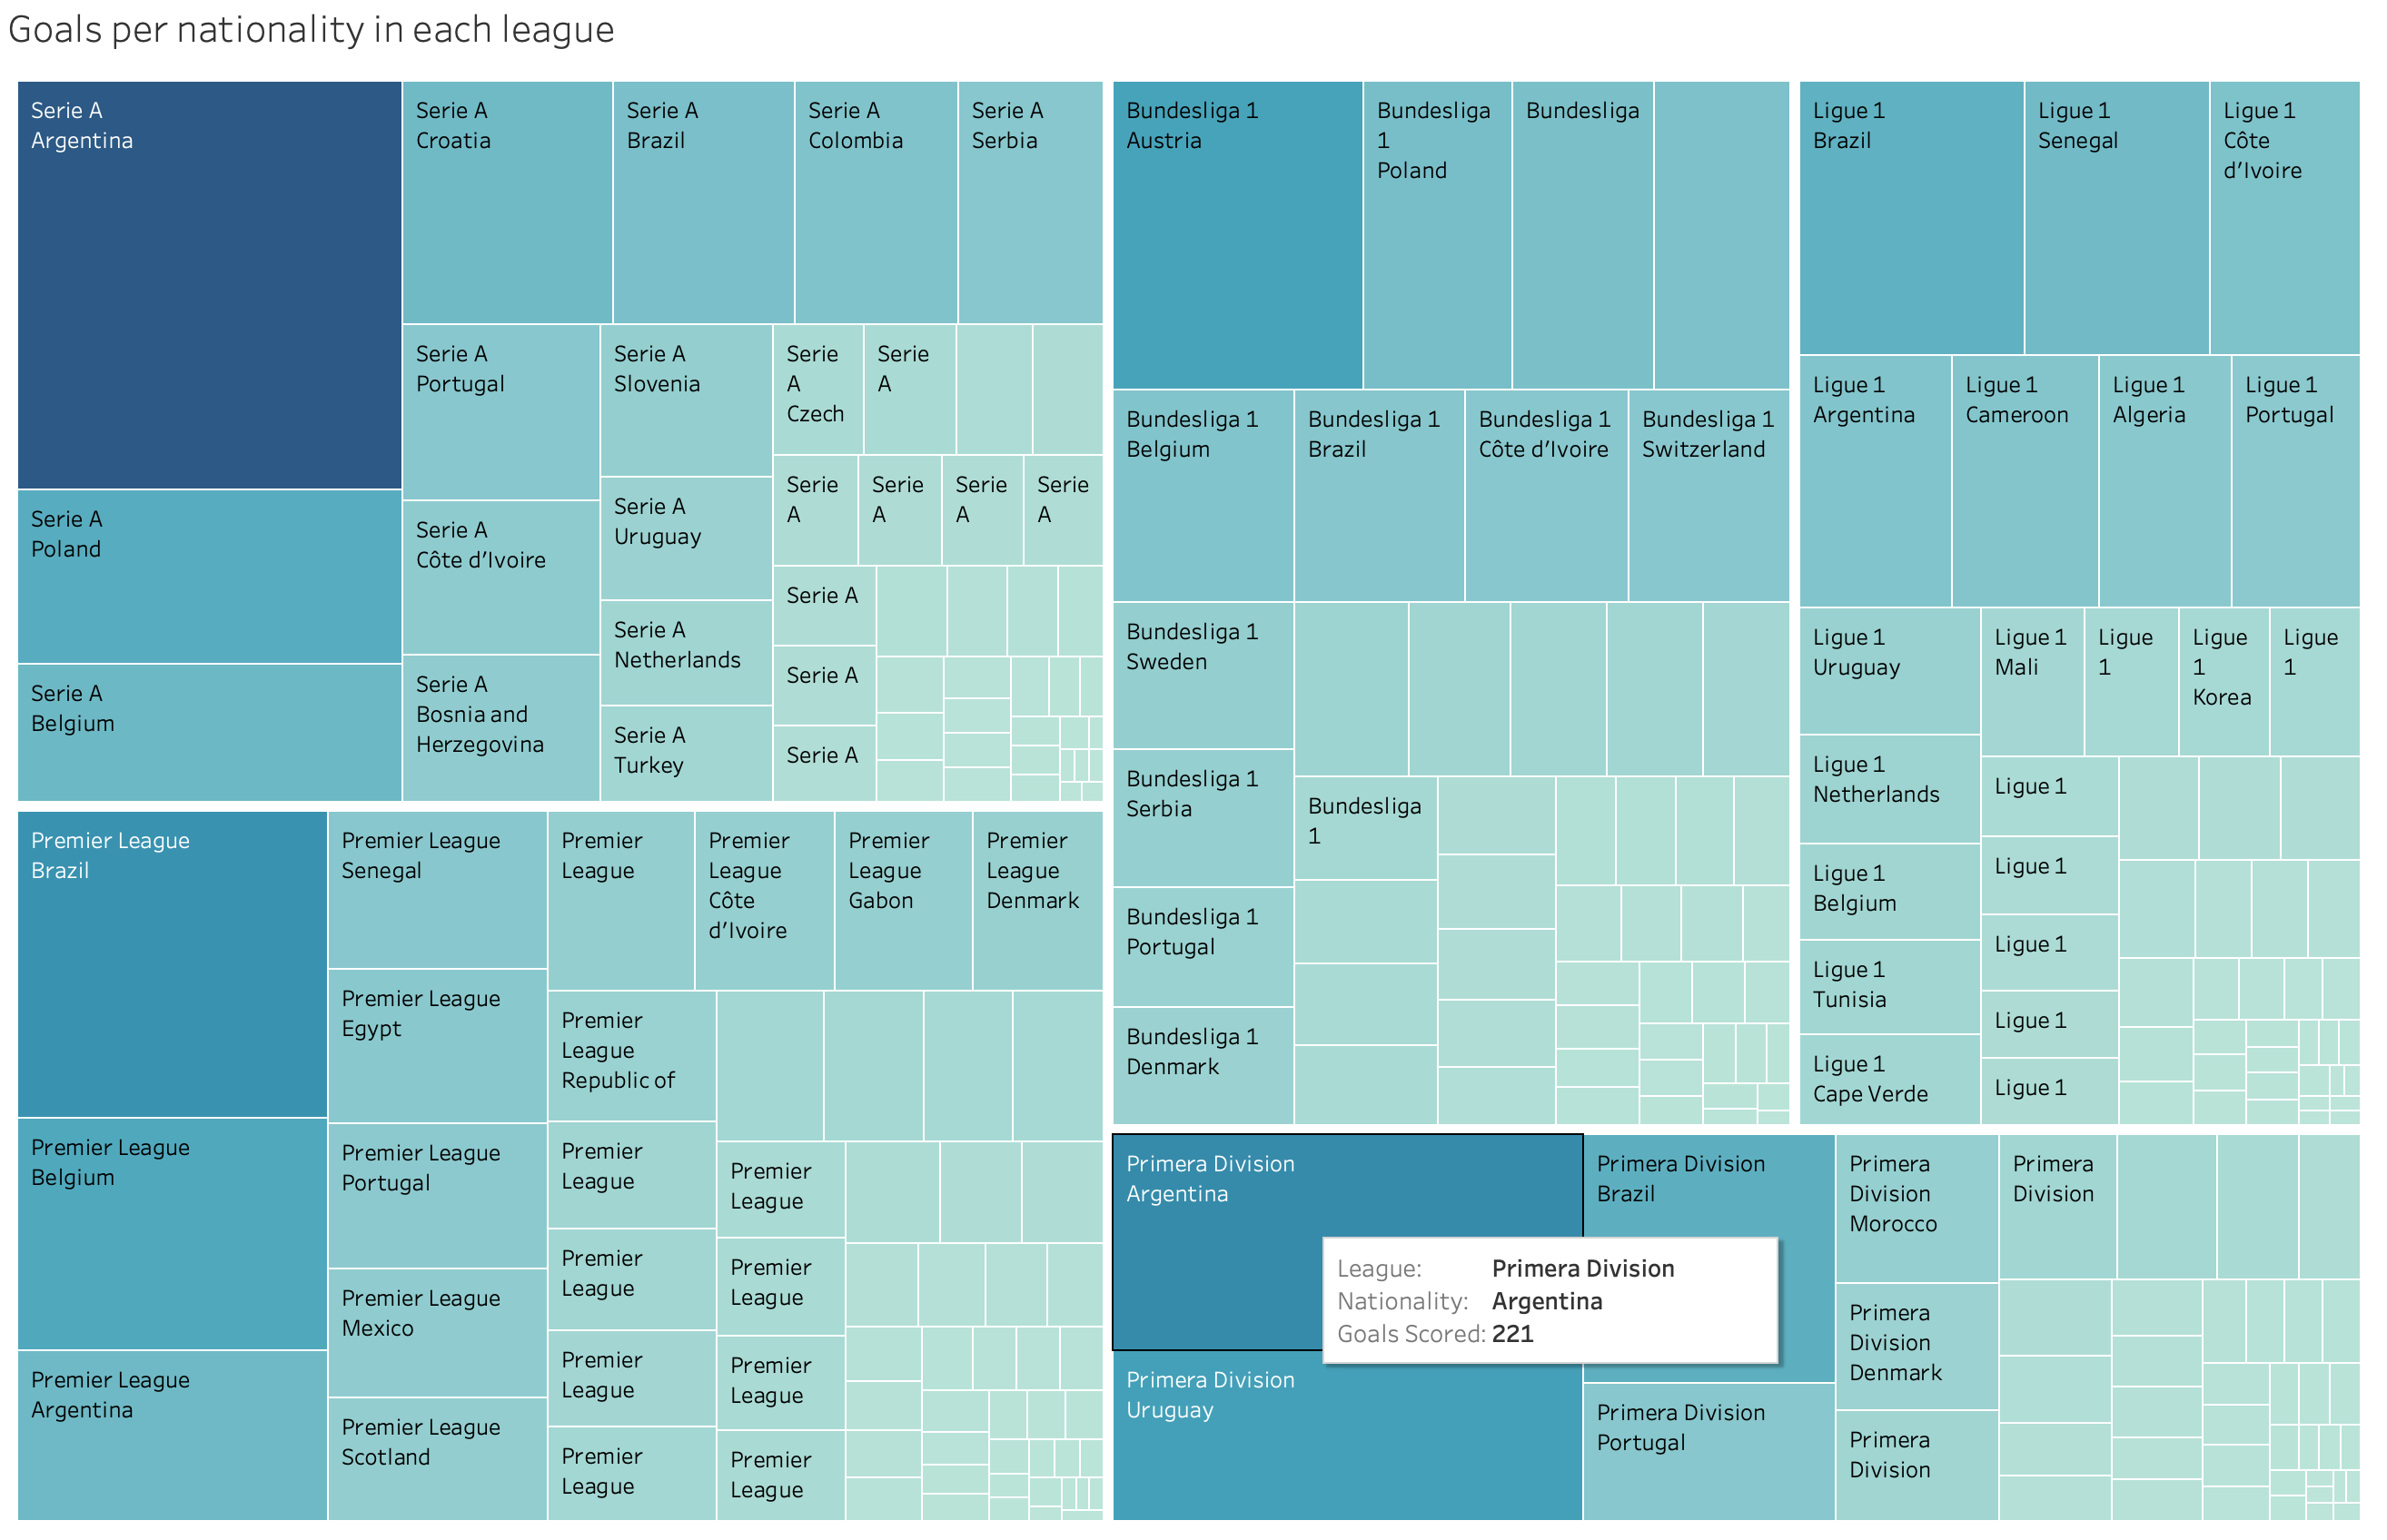 Goals per nationality in each league
Serie A
Argentina
Serie A
Croatia
Serie A
Brazil
Serie A
Colombia
Serie A
Serbia
Serie A
Portugal
Serie A
Slovenia
Serie
A
Czech
Serie
A
Serie
A
Serie
A
Serie
A
Serie
A
Serie A
Poland
Serie A
Côte d'Ivoire
Serie A
Uruguay
Serie A
Netherlands
Serie A
Serie A
Serie A
Serie A
Belgium
Serie A
Bosnia and
Herzegovina
Serie A
Turkey
Bundesliga 1
Austria
Bundesliga
1
Poland
Bundesliga
Bundesliga 1
Belgium
Bundesliga 1
Brazil
Bundesliga 1
Côte d'Ivoire
Bundesliga 1
Switzerland
Bundesliga 1
Sweden
Bundesliga 1
Serbia
Bundesliga
1
Bundesliga 1
Portugal
Bundesliga 1
Denmark
Ligue 1
Brazil
Ligue 1
Senegal
Ligue 1
Côte
d'Ivoire
Ligue 1
Argentina
Ligue 1
Cameroon
Ligue 1
Algeria
Ligue 1
Portugal
Ligue 1
Uruguay
Ligue 1
Mali
Ligue
1
Ligue
1
Korea
Ligue
1
Ligue 1
Netherlands
Ligue 1
Belgium
Ligue 1
Tunisia
Ligue 1
Cape Verde
Ligue 1
Ligue 1
Ligue 1
Ligue 1
Ligue 1
Premier League
Brazil
Premier League
Senegal
Premier
League
Premier
League
Côte
d'Ivoire
Premier
League
Gabon
Premier
League
Denmark
Premier League
Egypt
Premier
League
Republic of
Premier League
Belgium
Premier League
Portugal
Premier
League
Premier
League
Premier League
Mexico
Premier
League
Premier
League
Premier League
Argentina
Premier League
Scotland
Premier
League
Premier
League
Premier
League
Premier
League
Primera Division
Argentina
Primera Division
Brazil
Primera
Division
Morocco
Primera
Division
League: Primera Division
Nationality: Argentina
Goals Scored: 221
Primera
Division
Denmark
Primera Division
Uruguay
Primera Division
Portugal
Primera
Division